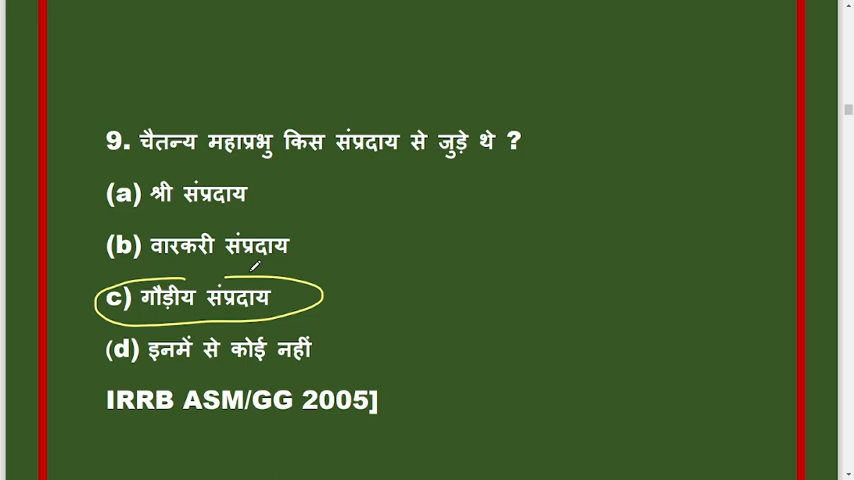 9. चैतन्य महाप्रभु किस संप्रदाय से जुड़े थे ?
(a) श्री संप्रदाय
(b) वारकरी संप्रदाय
c) गौड़ीय संप्रदाय
(d) इनमें से कोई नहीं
IRRB ASM/GG 2005]